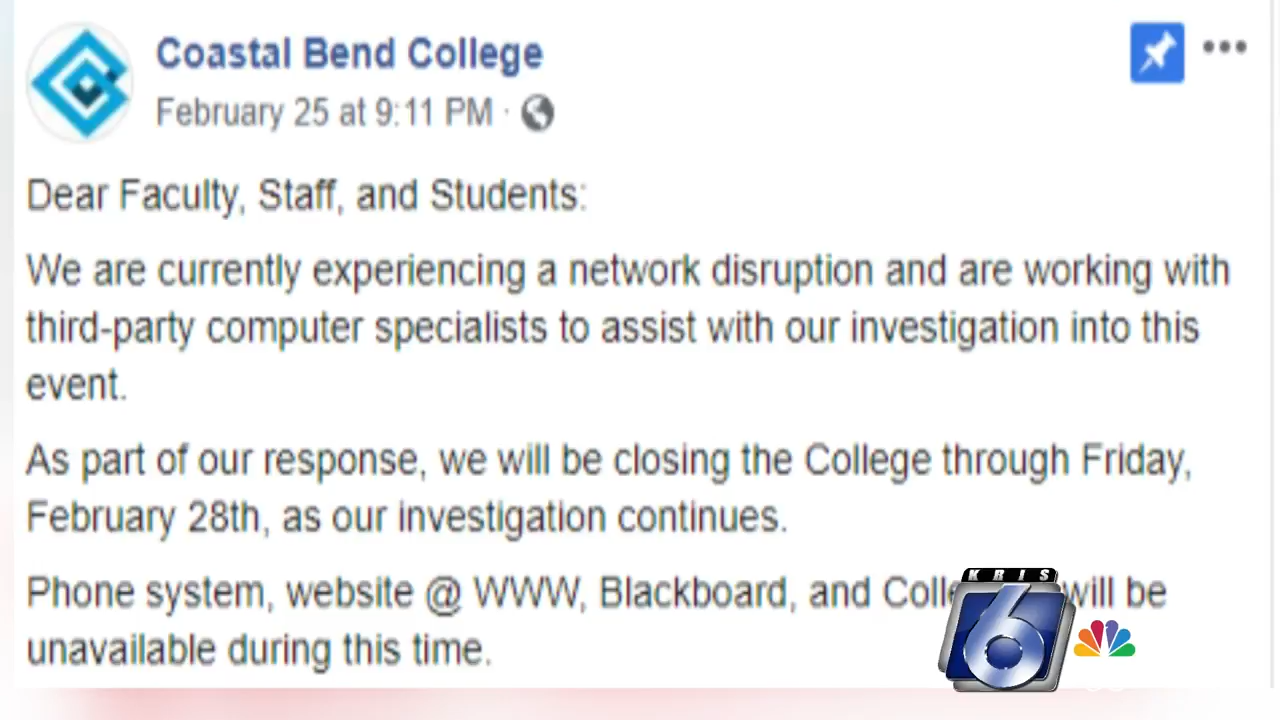 Coastal Bend College
February 25 at 9:11 PM ·
Dear Faculty, Staff, and Students:
We are currently experiencing a network disruption and are working with
third-party computer specialists to assist with our investigation into this
event.
As part of our response, we will be closing the College through Friday,
February 28th, as our investigation continues.
Phone system, website @ WWW, Blackboard, and will be
unavailable during this time.
KRIS
6